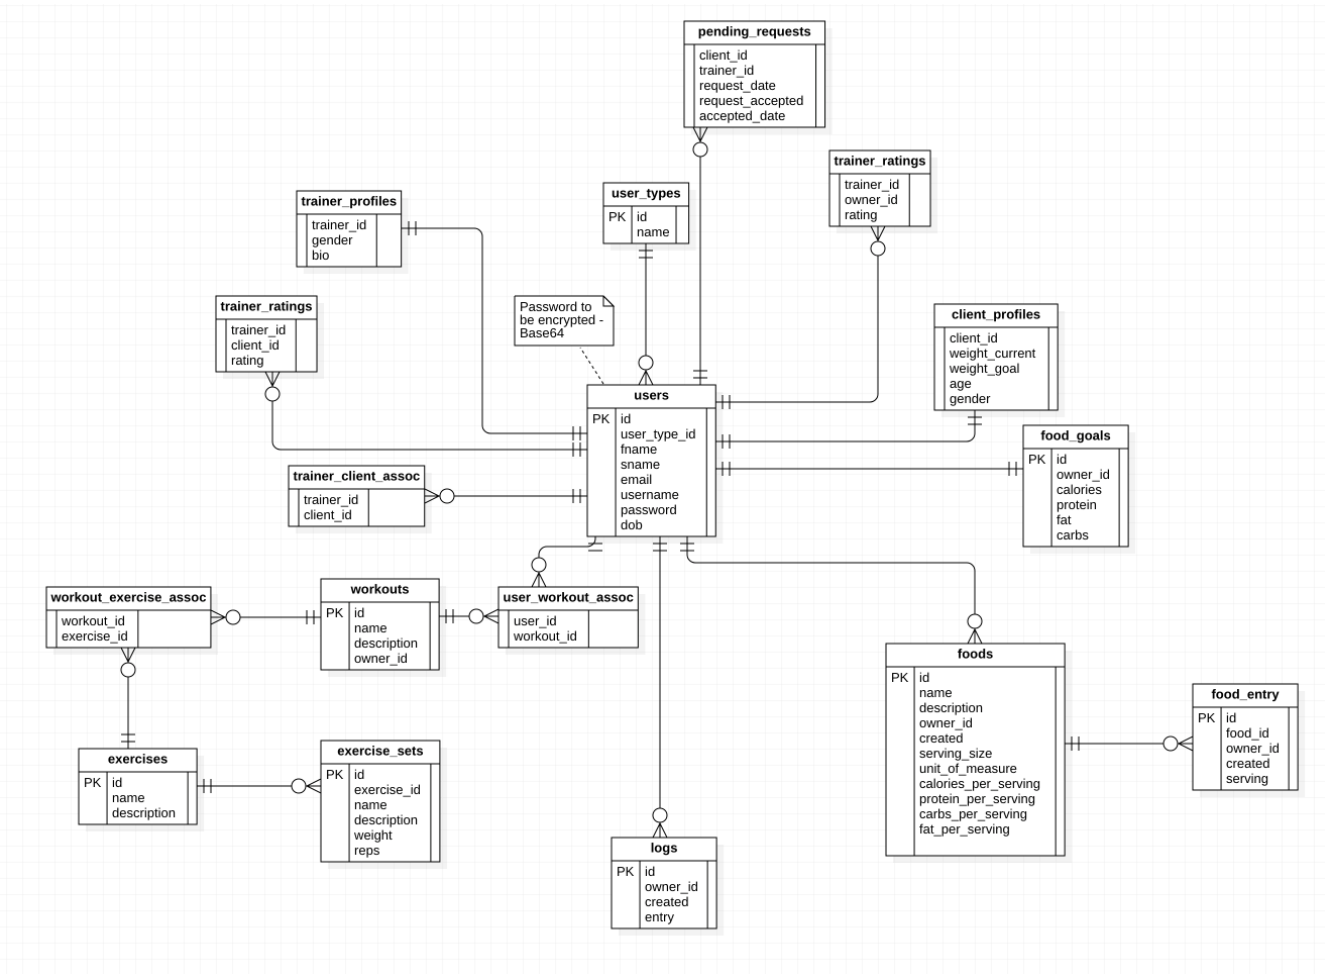 pending_requests
client_id
trainer_id
request_date
request_accepted
accepted_date
trainer_ratings
trainer_id
owner_id
rating
user_types
PK id
name
trainer_profiles
trainer_id
gender
bio
trainer_ratings
trainer_id
client_id
rating
Password to
be encrypted -
Base64
client_profiles
client_id
weight_current
weight_goal
age
gender
users
PK id
user_type_id
fname
sname
email
username
password
dob
food_goals
PK id
owner_id
calories
protein
fat
carbs
trainer_client_assoc
trainer_id
client_id
workout_exercise_assoc
workout_id
exercise_id
workouts
PK id
name
description
owner_id
user_workout_assoc
user_id
workout_id
foods
PK id
name
description
owner_id
created
serving_size
unit_of_measure
calories_per_serving
protein_per_serving
carbs_per_serving
fat_per_serving
food_entry
PK id
food_id
owner_id
created
serving
exercises
PK id
name
description
exercise_sets
PK id
exercise_id
name
description
weight
reps
logs
PK id
owner_id
created
entry